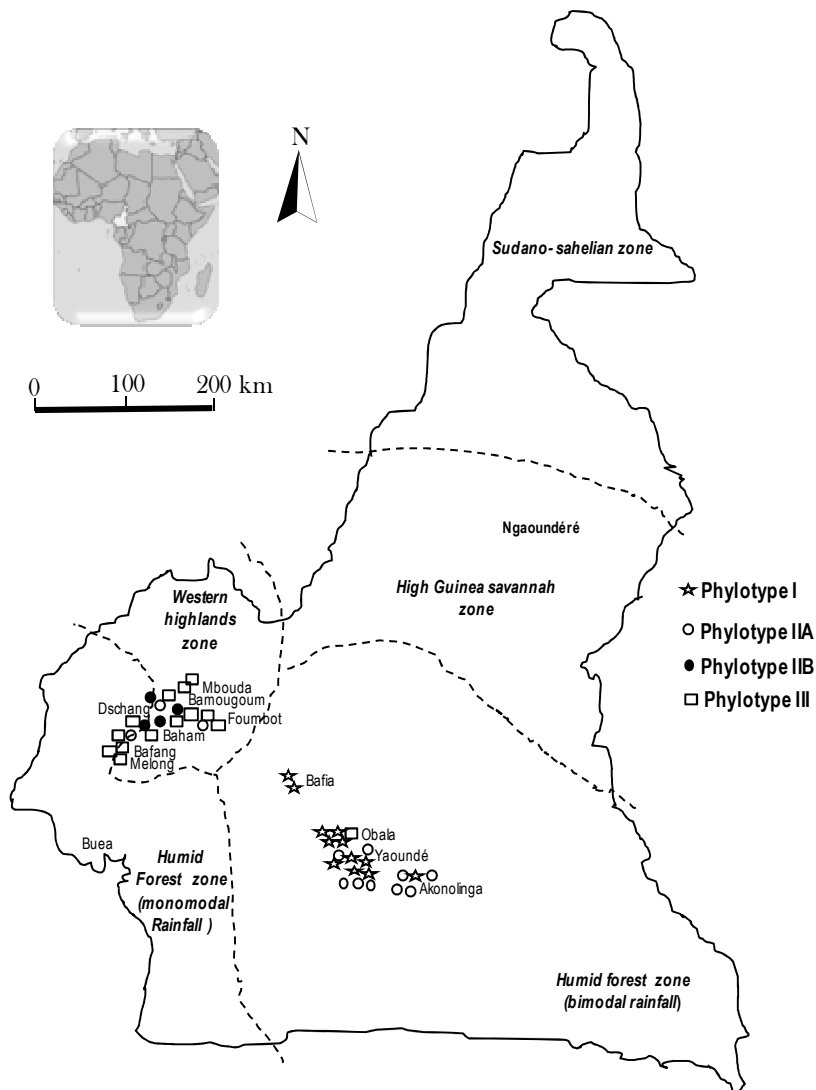 N
Sudano-sahelian zone
0 100 200 km
Ngaoundéré
Western
highlands
zone
High Guinea savannah
zone
Phylotype I
Phylotype IIA
Phylotype IIB
Phylotype III
Mbouda
Bamougoum
Dschang
Foumbot
Baham
Bafang
Melong
Bafia
Obala
Yaoundé
Akonolinga
Buea
Humid
Forest zone
(monomodal
Rainfall )
Humid forest zone
(bimodal rainfall)